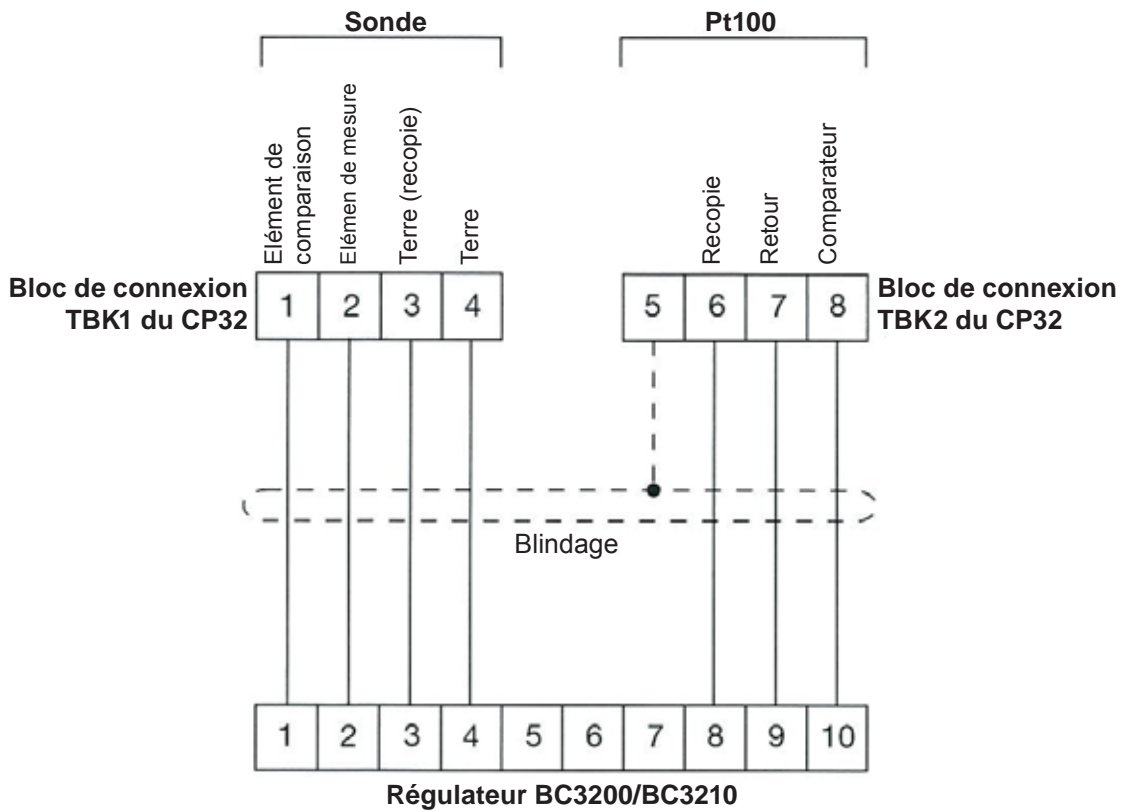 Sonde
Pt100
Elément de
comparaison
Elémen de mesure
Terre (recopie)
Terre
Recopie
Retour
Comparateur
Bloc de connexion
TBK1 du CP32
1 2 3 4
5 6 7 8
Bloc de connexion
TBK2 du CP32
Blindage
1 2 3 4 5 6 7 8 9 10
Régulateur BC3200/BC3210